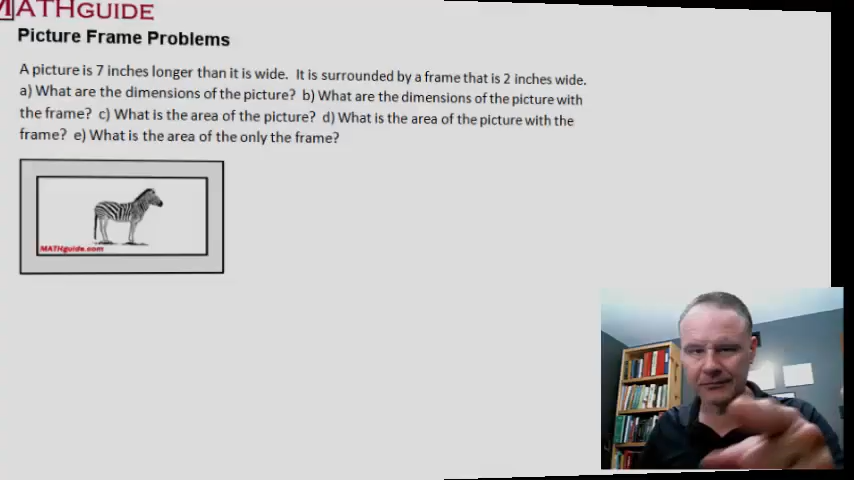 MATHGUIDE
Picture Frame Problems
A picture is 7 inches longer than it is wide. It is surrounded by a frame that is 2 inches wide.
a) What are the dimensions of the picture? b) What are the dimensions of the picture with
the frame? c) What is the area of the picture? d) What is the area of the picture with the
frame? e) What is the area of the only the frame?
MATHguide.com